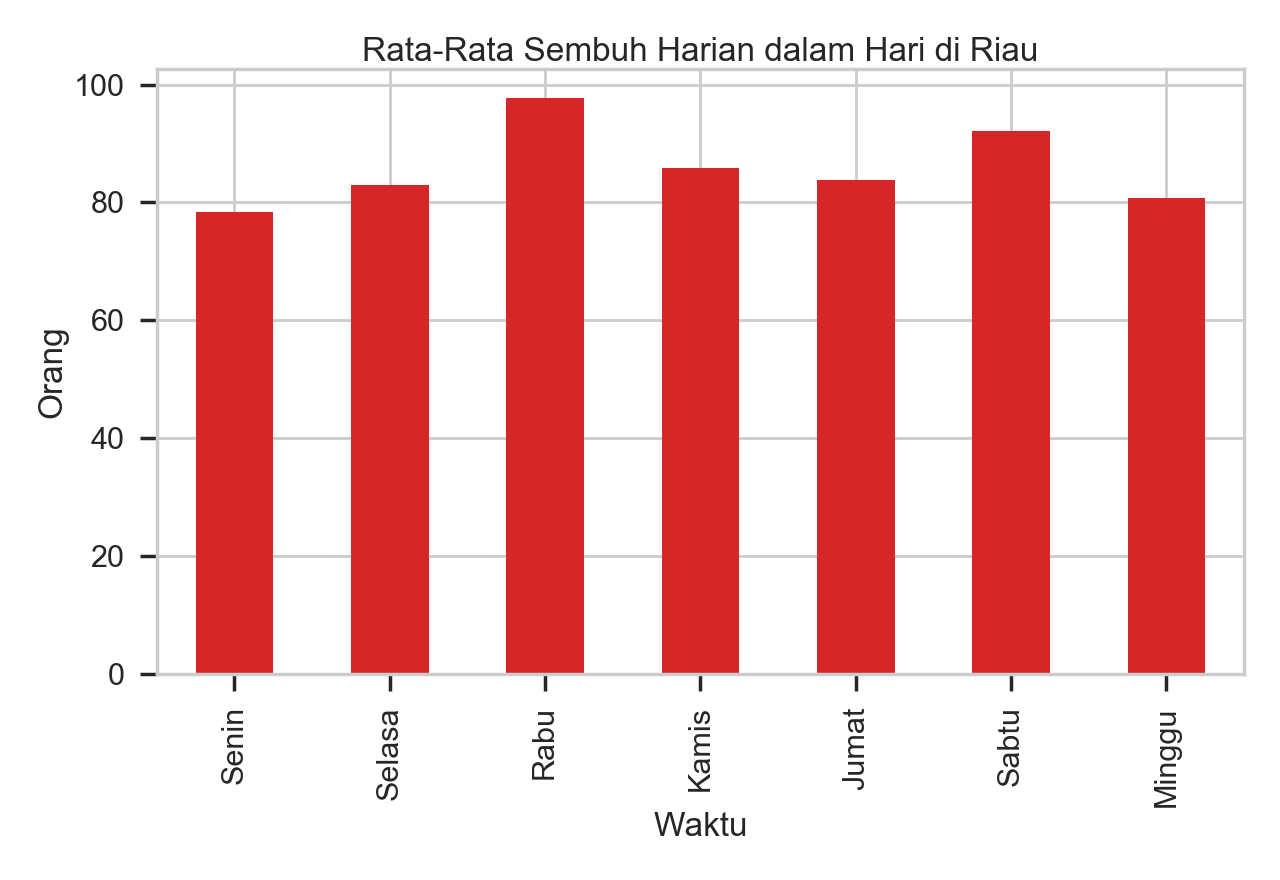 Rata-Rata Sembuh Harian dalam Hari di Riau
100
80
60
40
20
0
Orang
Senin
Selasa
Rabu
Kamis
Jumat
Sabtu
Minggu
Waktu